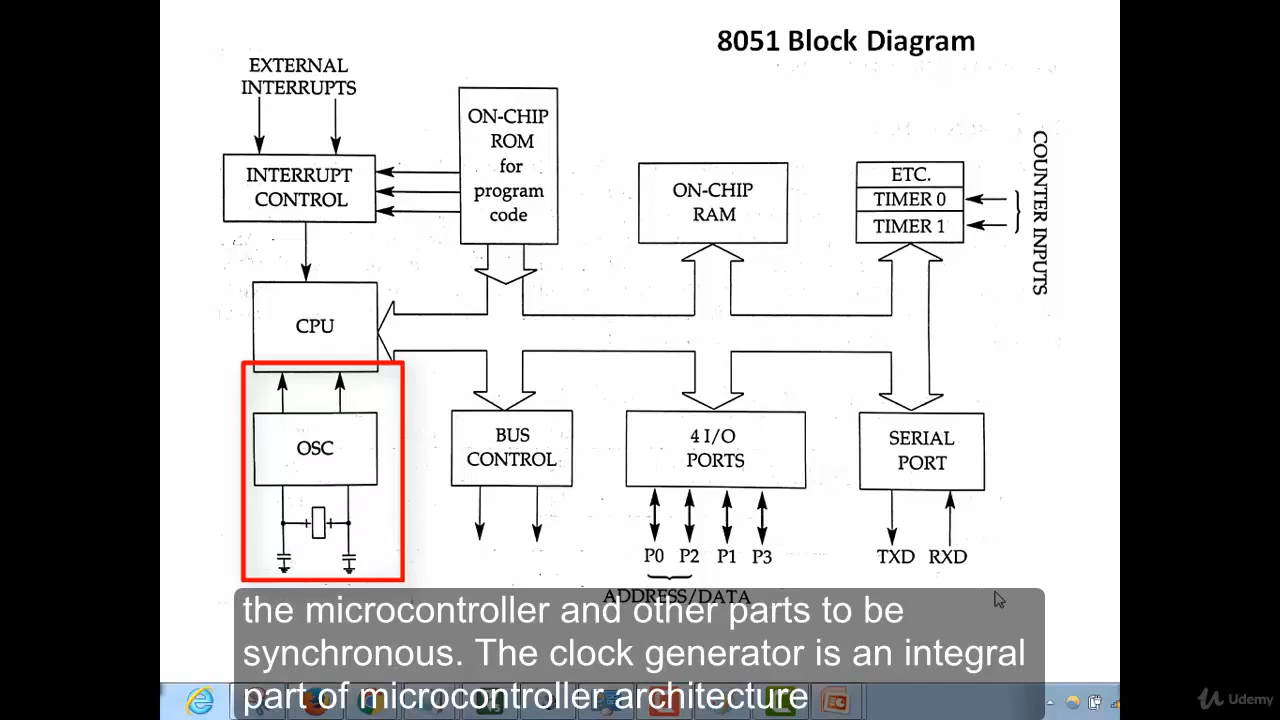 8051 Block Diagram
EXTERNAL
INTERRUPTS
INTERRUPT
CONTROL
ON-CHIP
ROM
for
program
code
ON-CHIP
RAM
ETC.
TIMER 0
TIMER 1
COUNTER INPUTS
CPU
OSC
BUS
CONTROL
4 I/O
PORTS
SERIAL
PORT
P0 P2 P1 P3
TXD RXD
ADDRESS/DATA
the microcontroller and other parts to be
synchronous. The clock generator is an integral
part of microcontroller architecture
Udemy